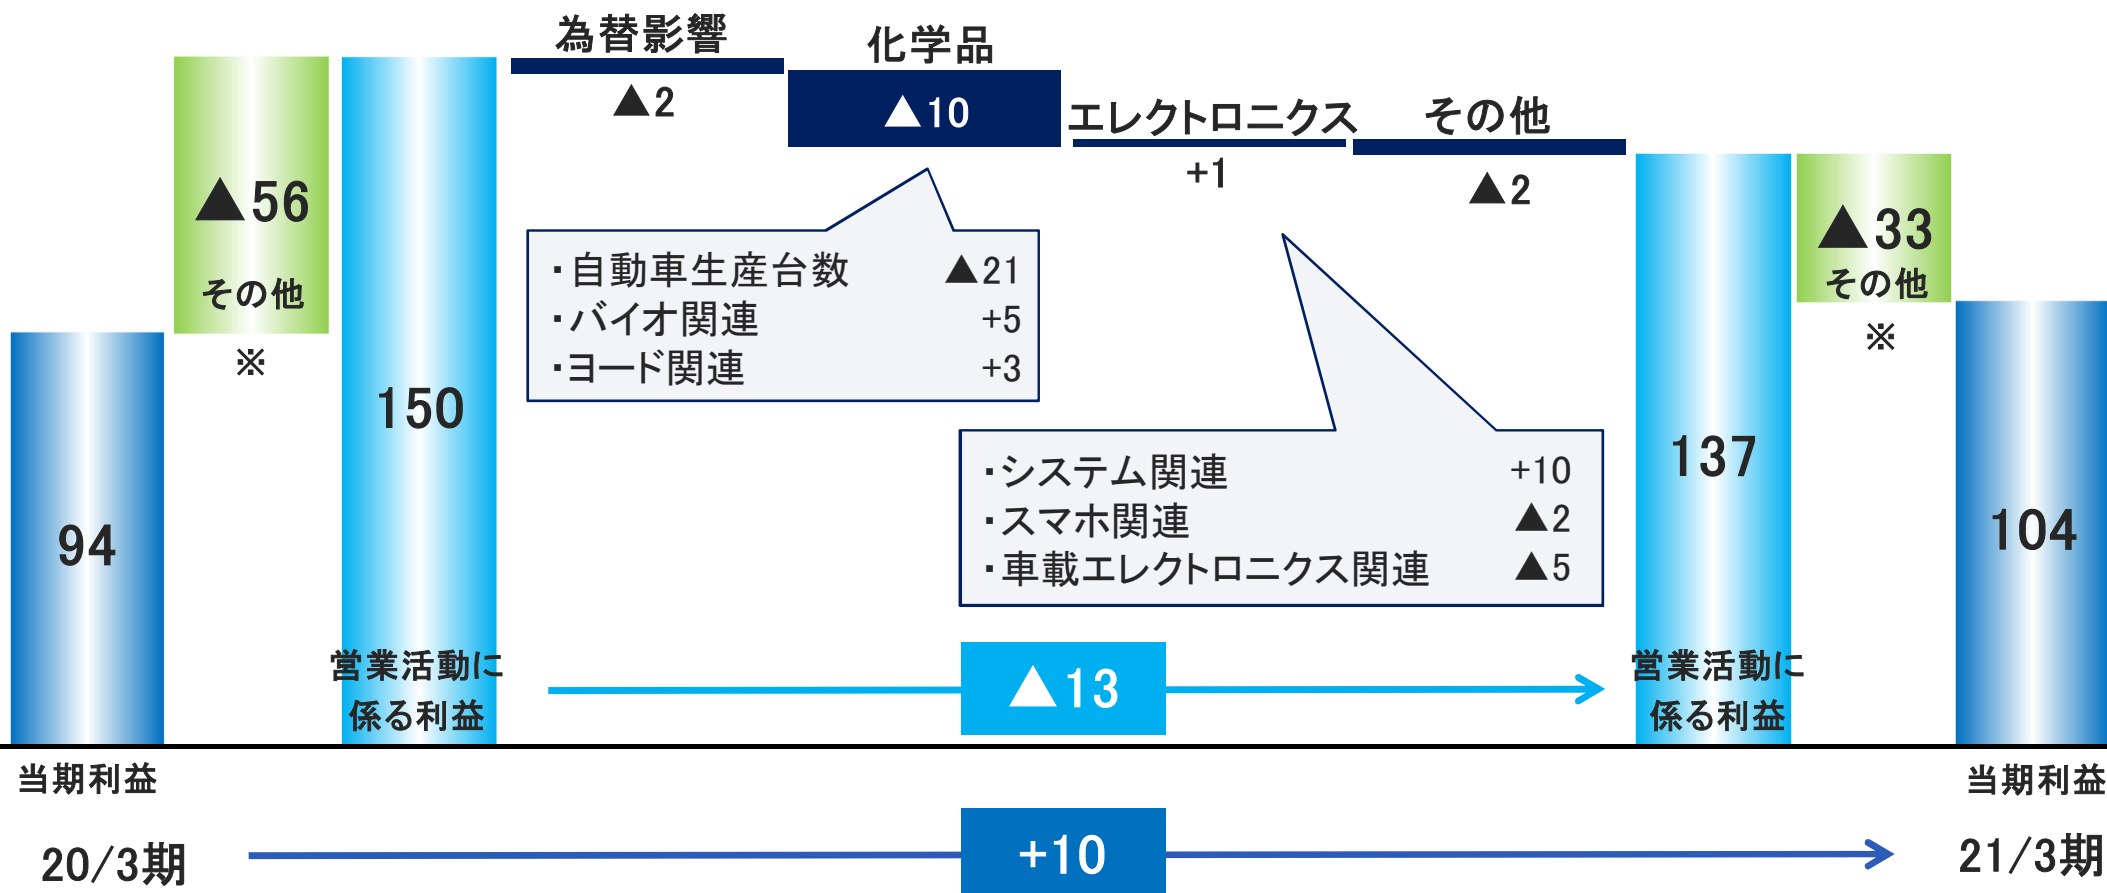 為替影響
▲2
化学品
▲10
エレクトロニクス
+1
その他
▲2
▲56
その他
※
▲33
その他
※
・自動車生産台数 ▲21
・バイオ関連 +5
・ヨード関連 +3
・システム関連 +10
・スマホ関連 ▲2
・車載エレクトロニクス関連 ▲5
94
150
137
104
営業活動に
係る利益
▲13
営業活動に
係る利益
当期利益
当期利益
20/3期
+10
21/3期